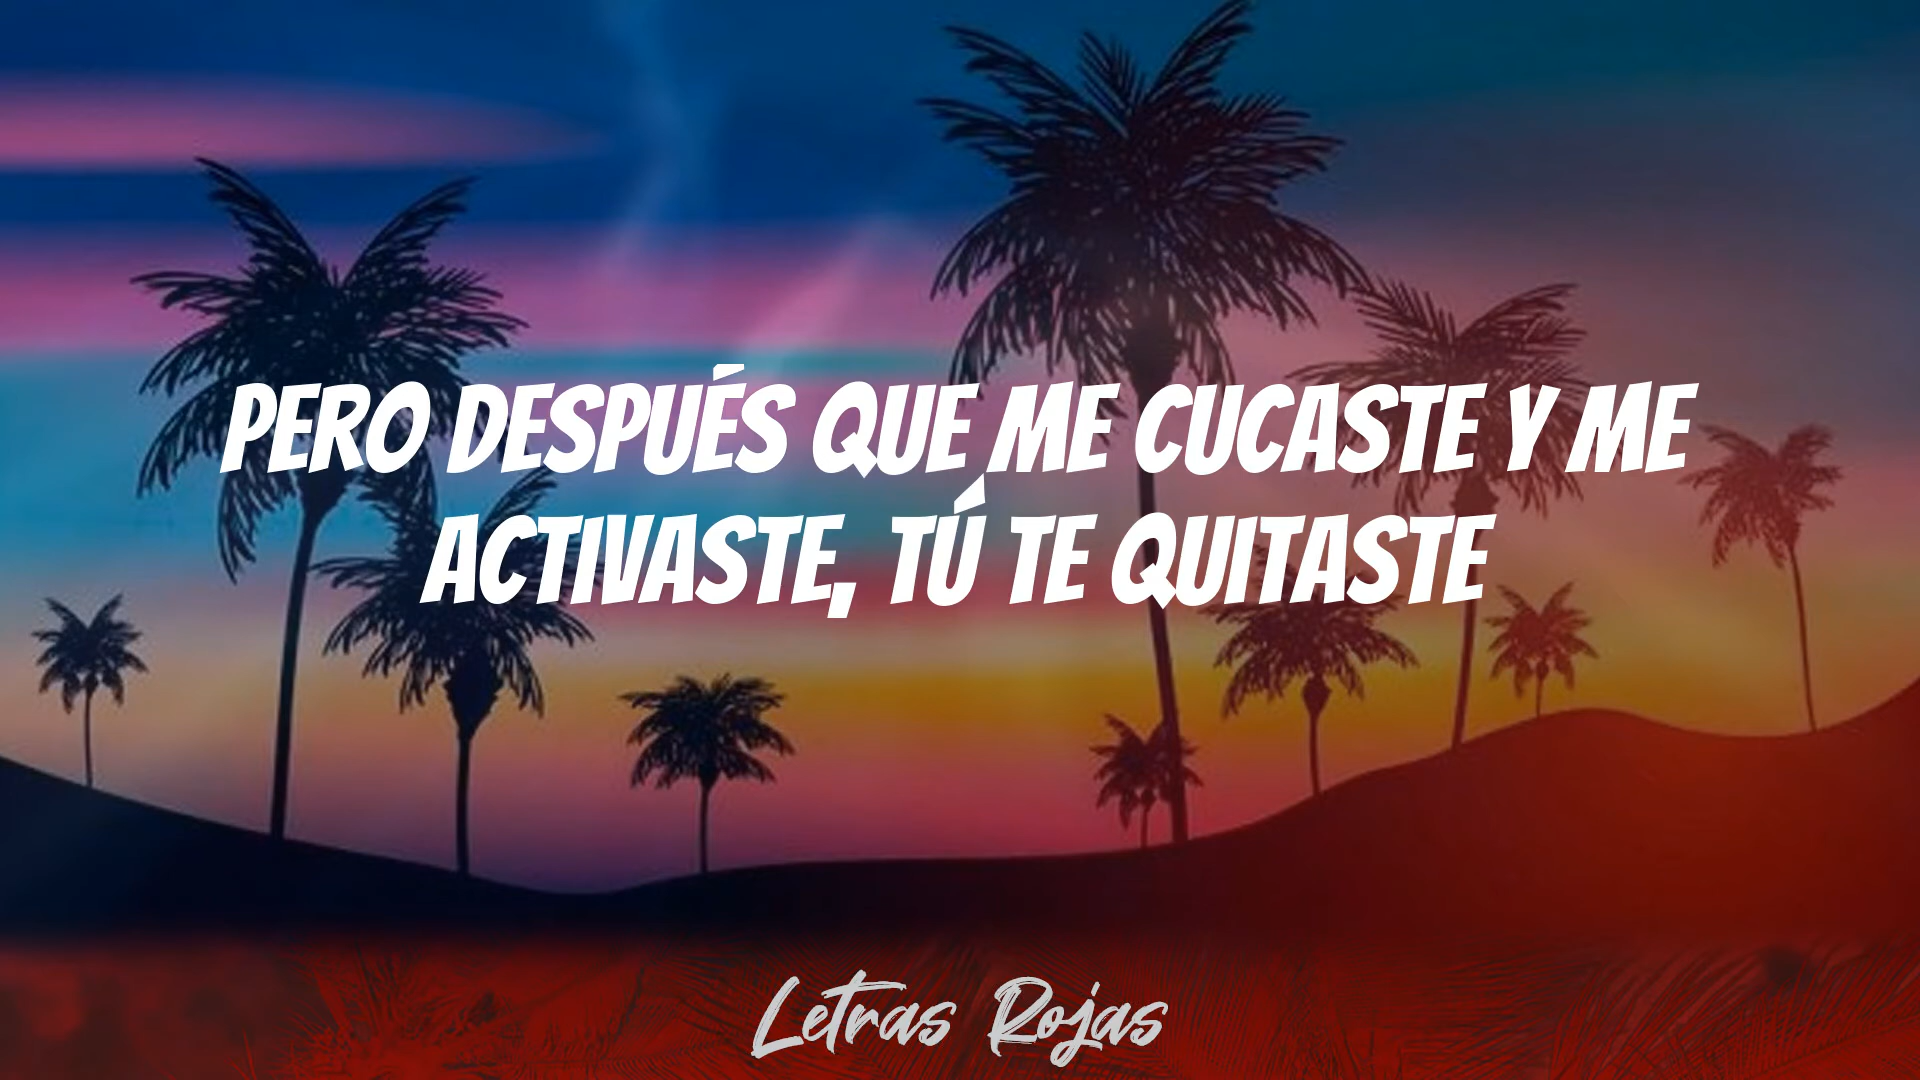 PERO DESPUÉS QUE ME CUCASTE Y ME
ACTIVASTE, TÚ TE QUITASTE
Letras Rojas